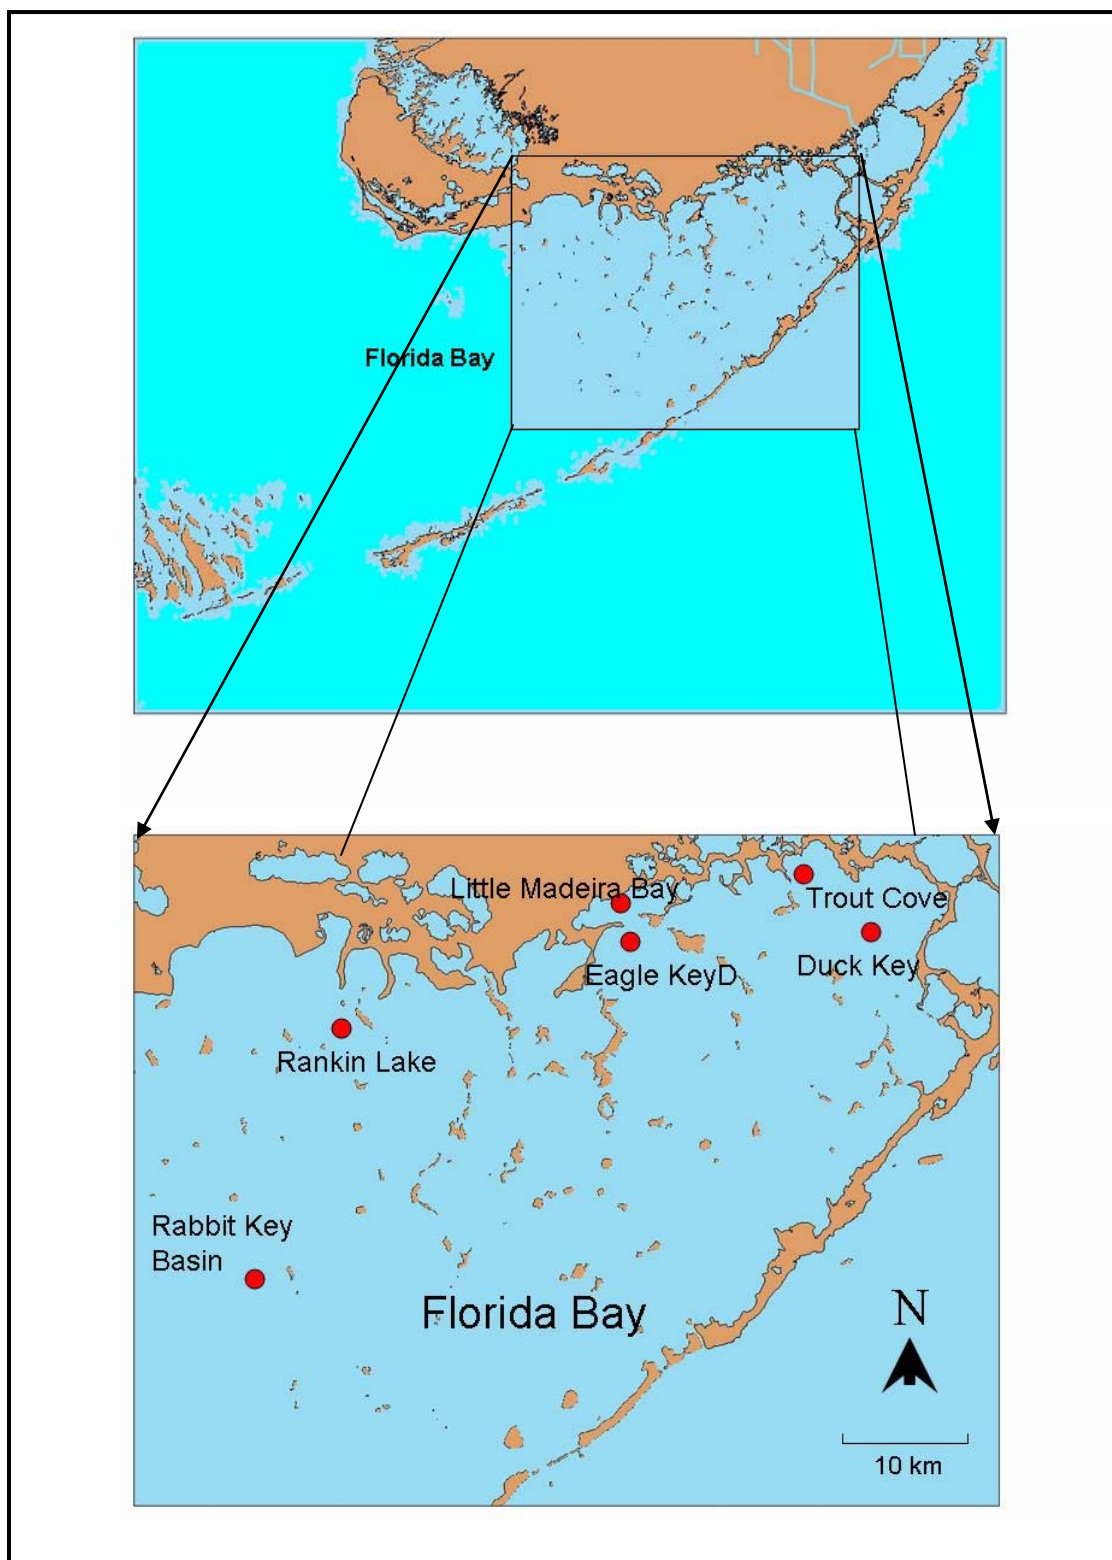 Florida Bay
Little Madeira Bay
Trout Cove
Duck Key
Eagle KeyD
Rankin Lake
Rabbit Key
Basin
Florida Bay
N
10 km